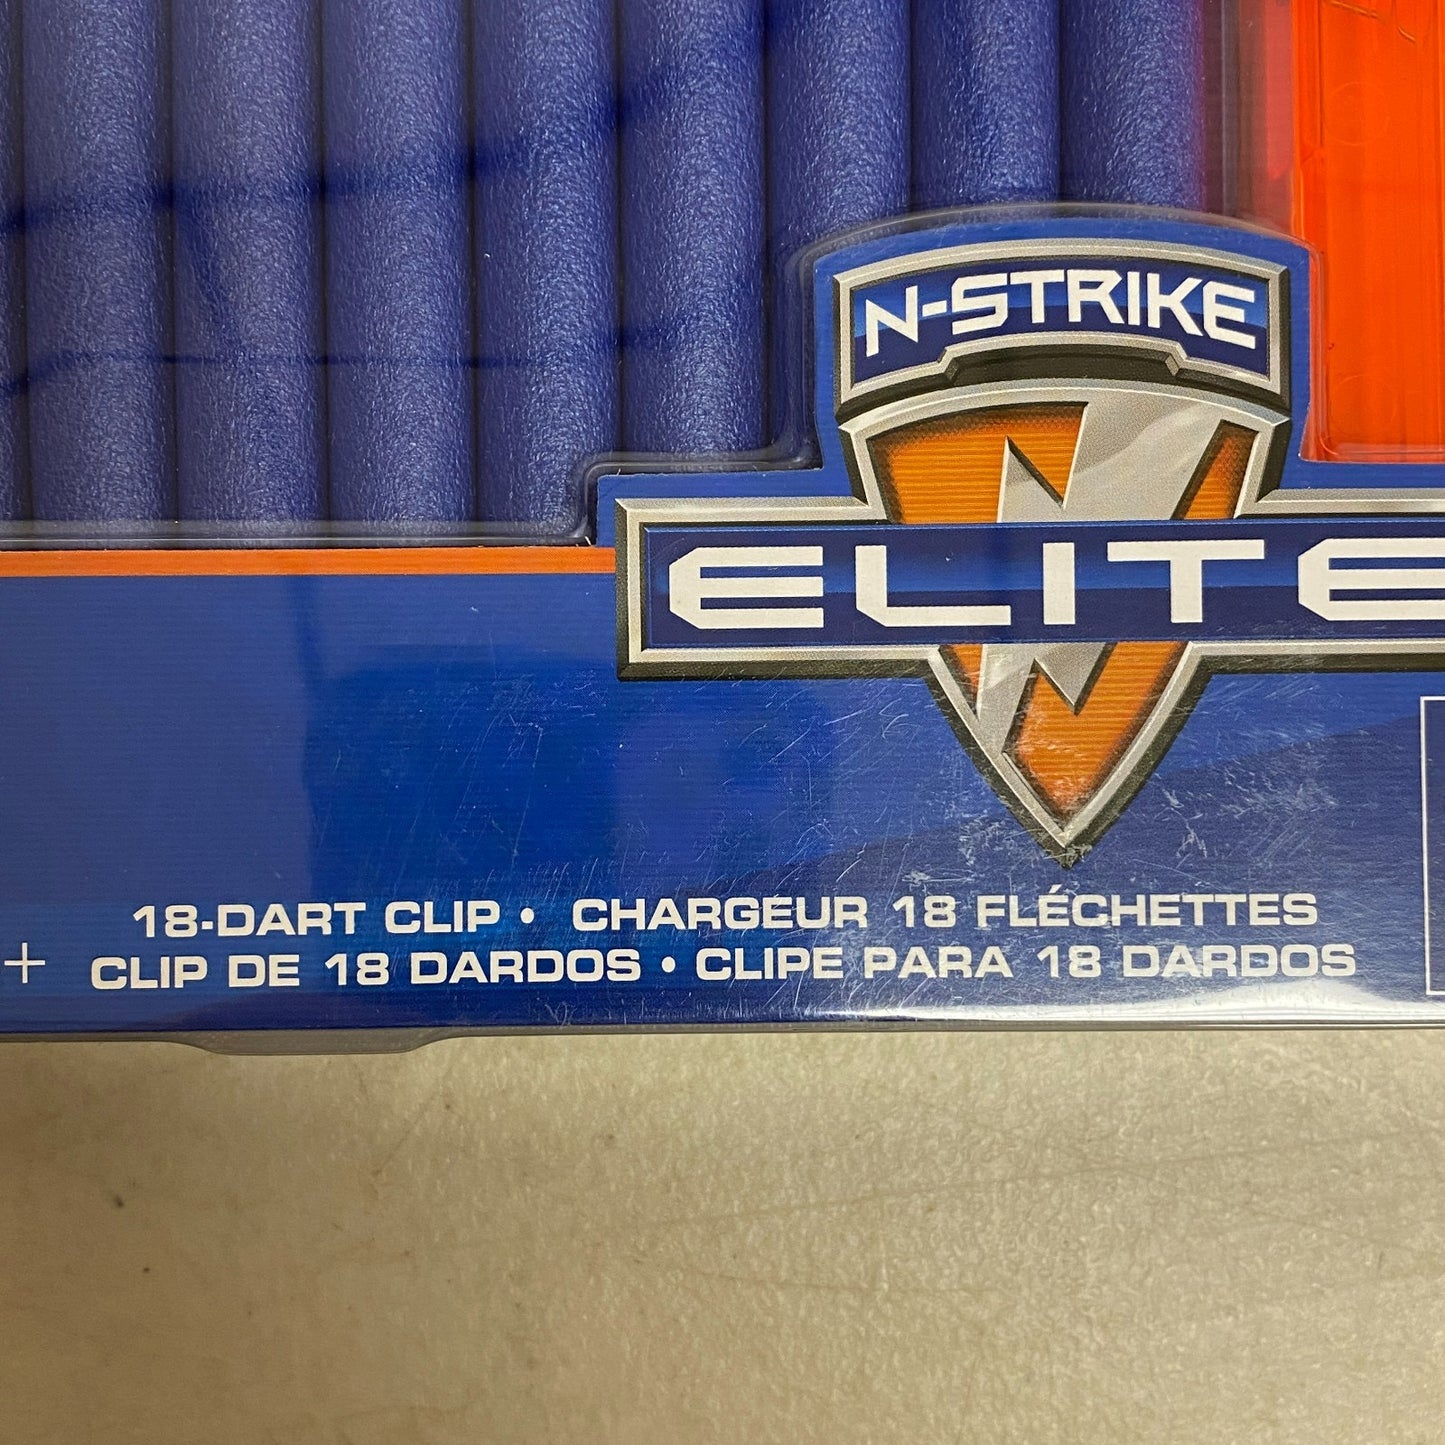 N-STRIKE
ELITE
18-DART CLIP • CHARGEUR 18 FLÉCHETTES
+ CLIP DE 18 DARDOS • CLIPE PARA 18 DARDOS